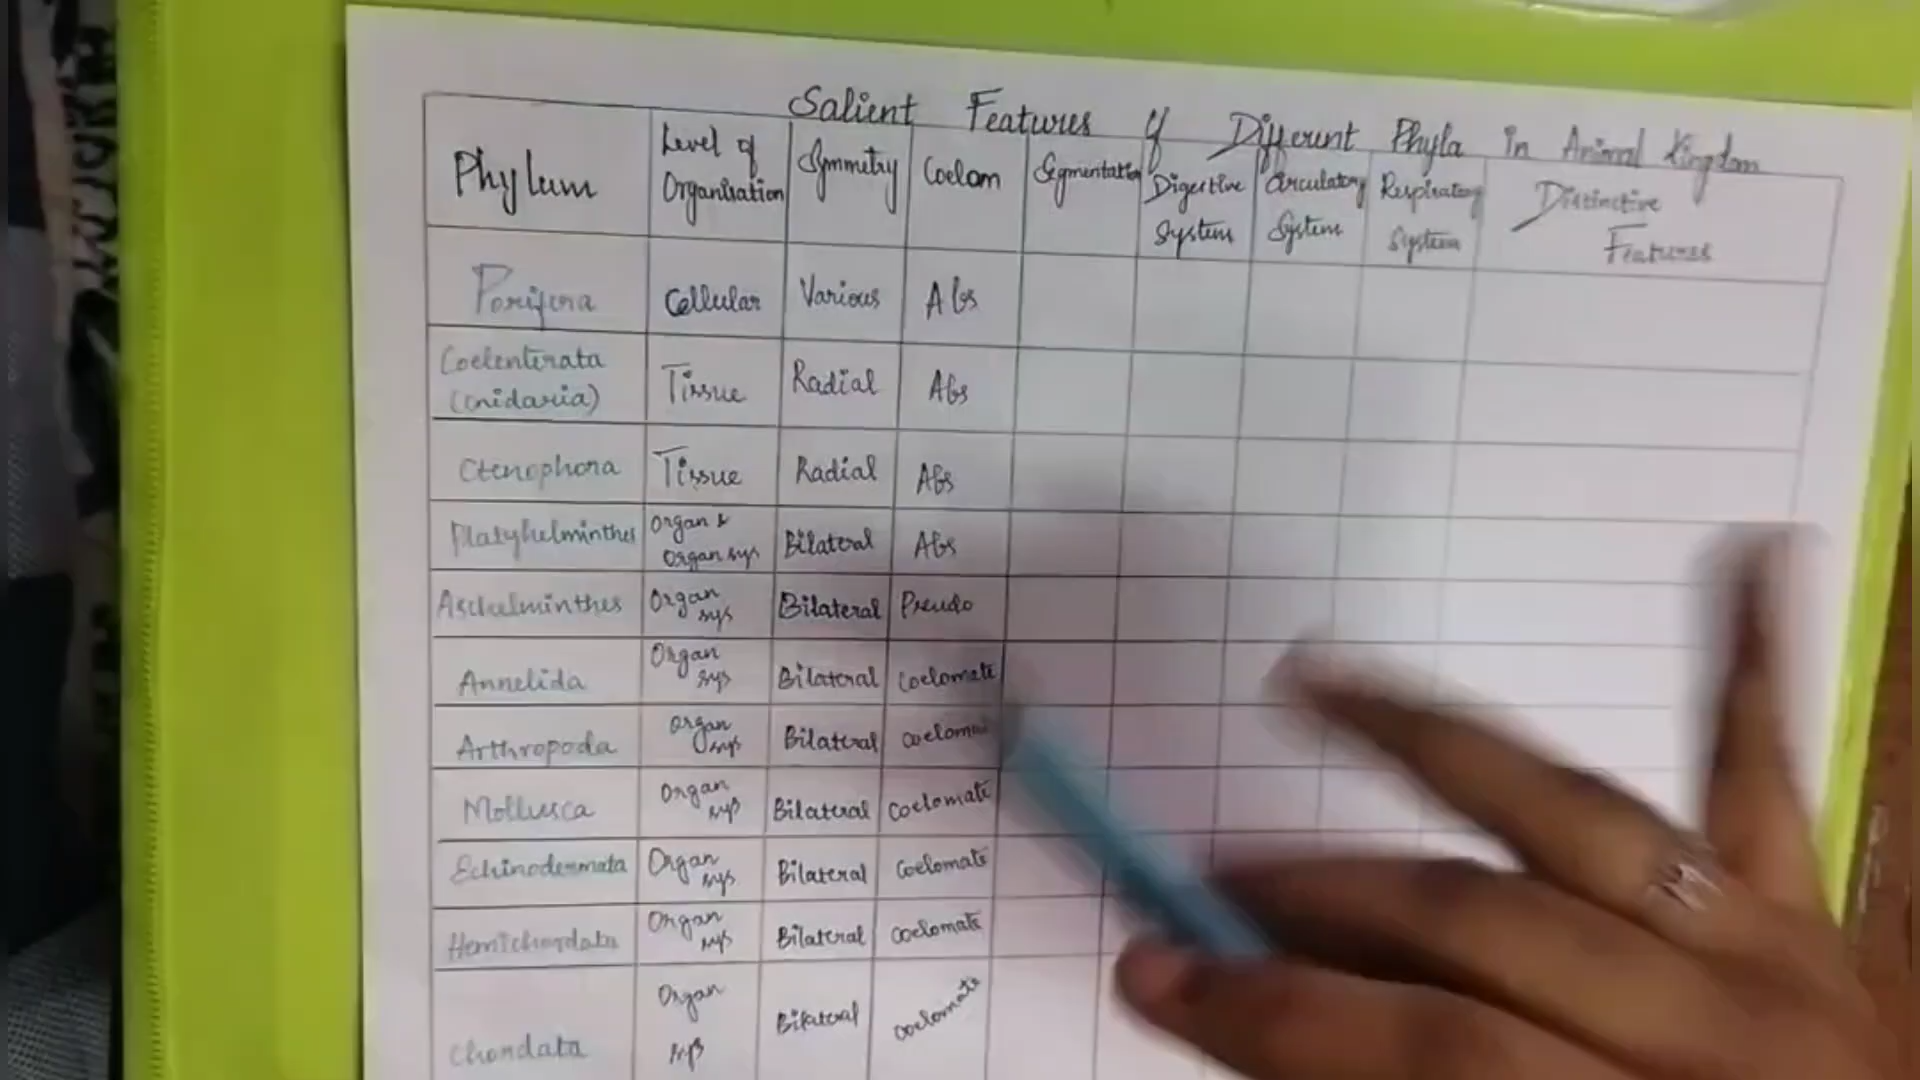 Salient Features of Different Phyla in Animal Kingdom
Phylum Level of Organisation Symmetry Coelom Segmentation Digestive System Circulatory System Respiratory System Distinctive Features
Porifera Cellular Various Abs
Coelenterata (cnidaria) Tissue Radial Abs
Ctenophora Tissue Radial Abs
Platyhelminthes Organ & Organ sys Bilateral Abs
Aschelminthes Organ sys Bilateral Pseudo
Annelida Organ sys Bilateral Coelomate
Arthropoda Organ sys Bilateral Coelomate
Mollusca Organ sys Bilateral Coelomate
Echinodermata Organ sys Bilateral Coelomate
Hemichordata Organ sys Bilateral Coelomate
Chordata Organ sys Bilateral Coelomate